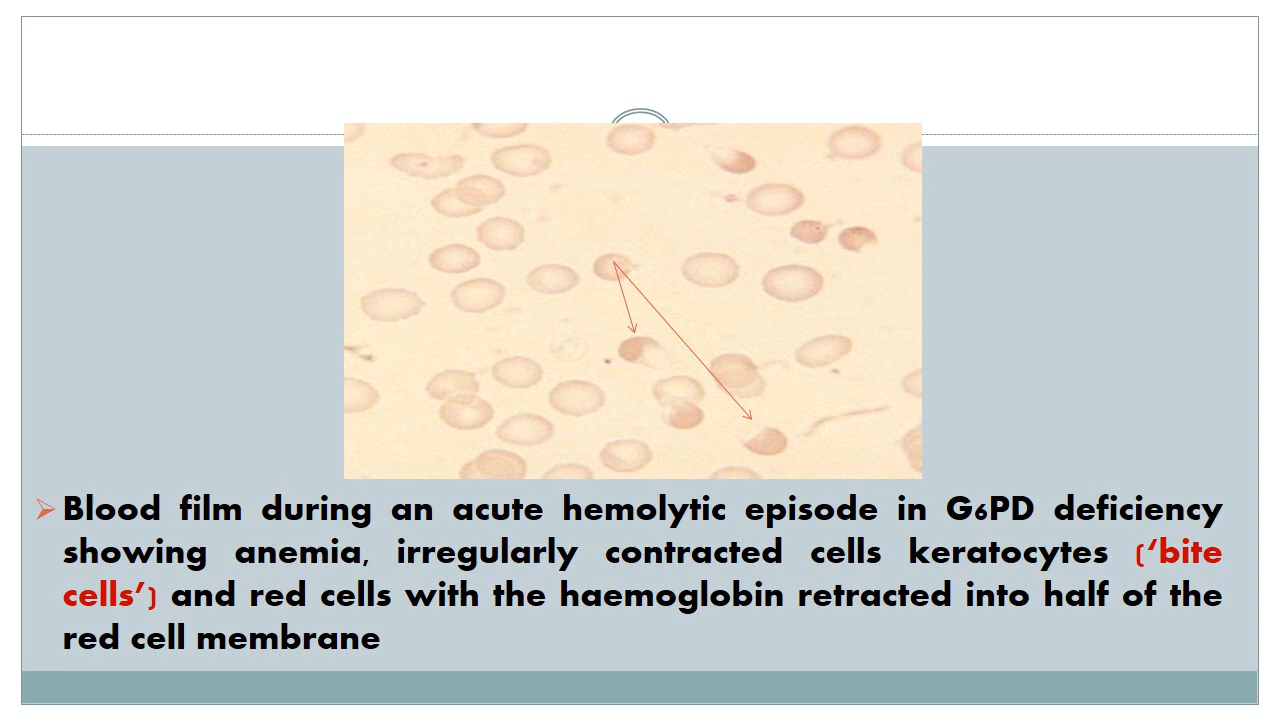 Blood film during an acute hemolytic episode in G6PD deficiency
showing anemia, irregularly contracted cells keratocytes (‘bite
cells’) and red cells with the haemoglobin retracted into half of the
red cell membrane